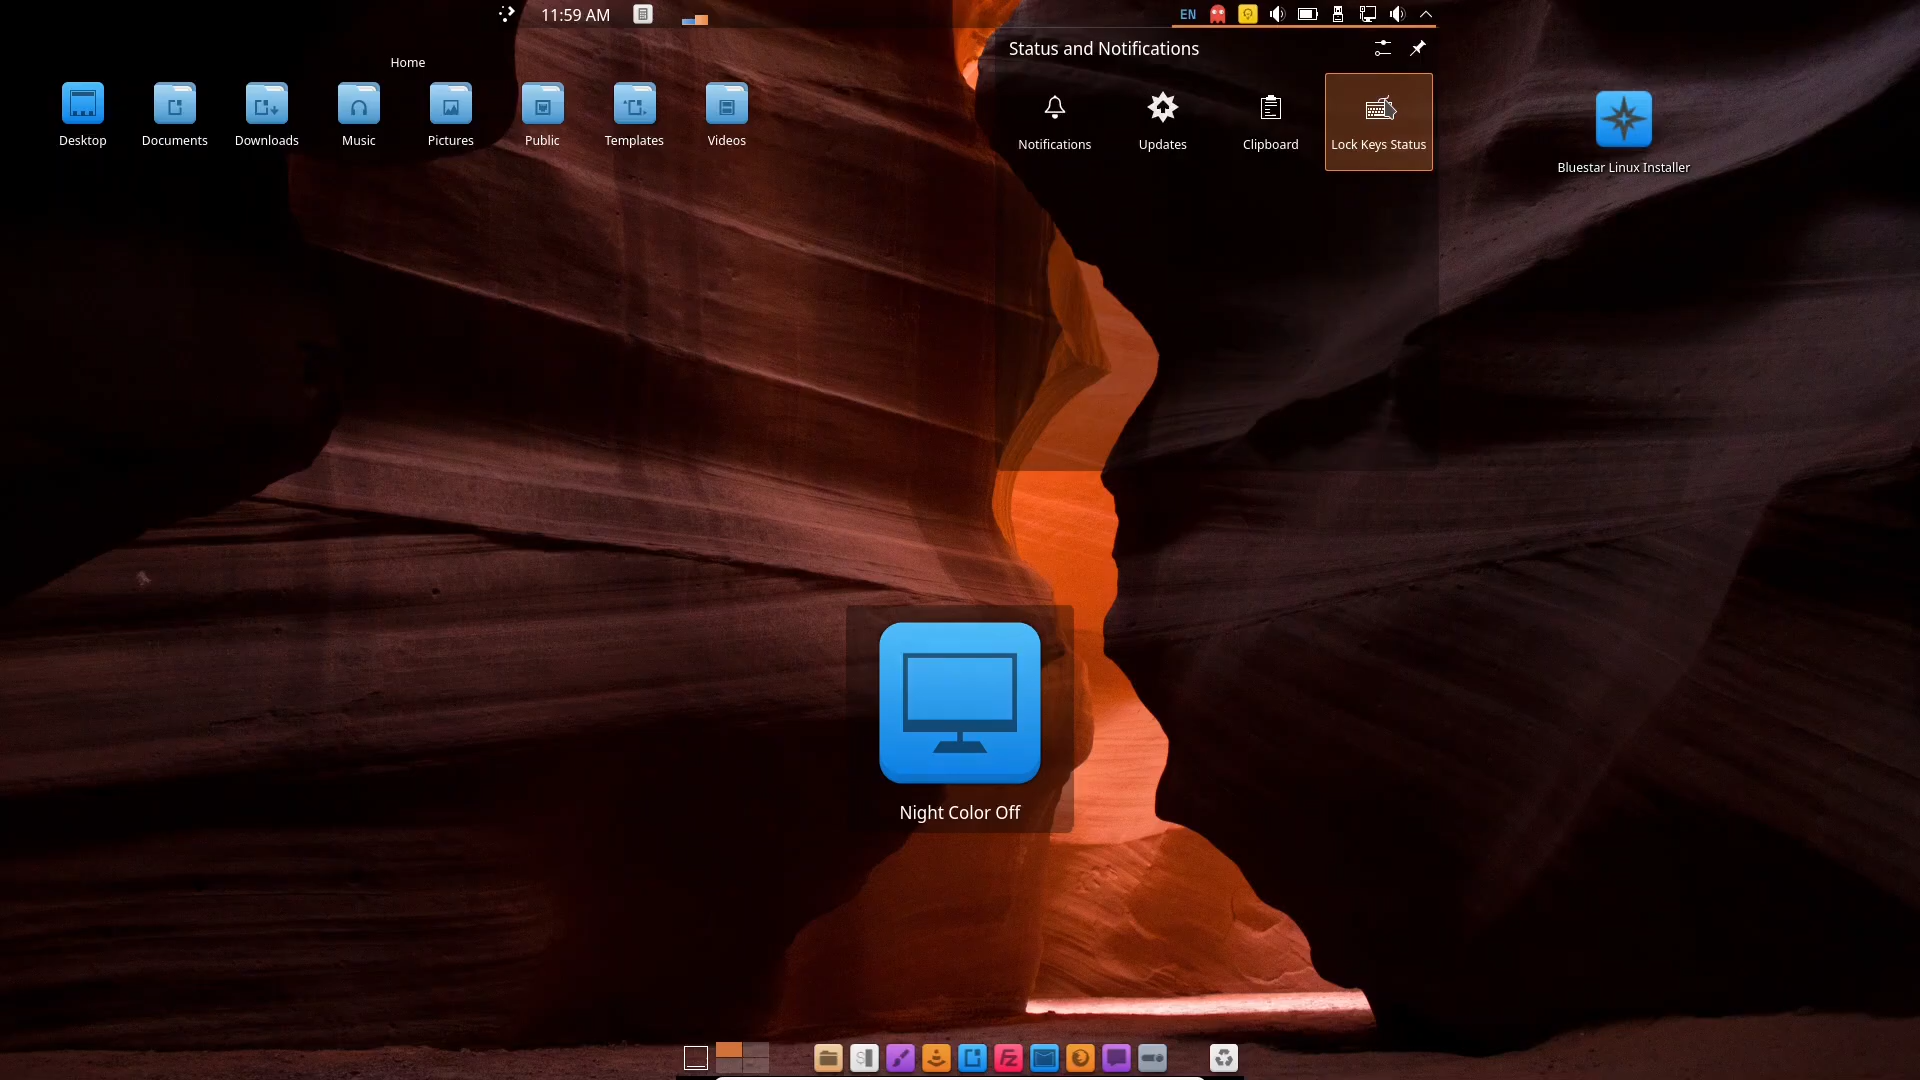 11:59 AM
EN
Status and Notifications
Home
Desktop
Documents
Downloads
Music
Pictures
Public
Templates
Videos
Notifications
Updates
Clipboard
Lock Keys Status
Bluestar Linux Installer
Night Color Off
Fz